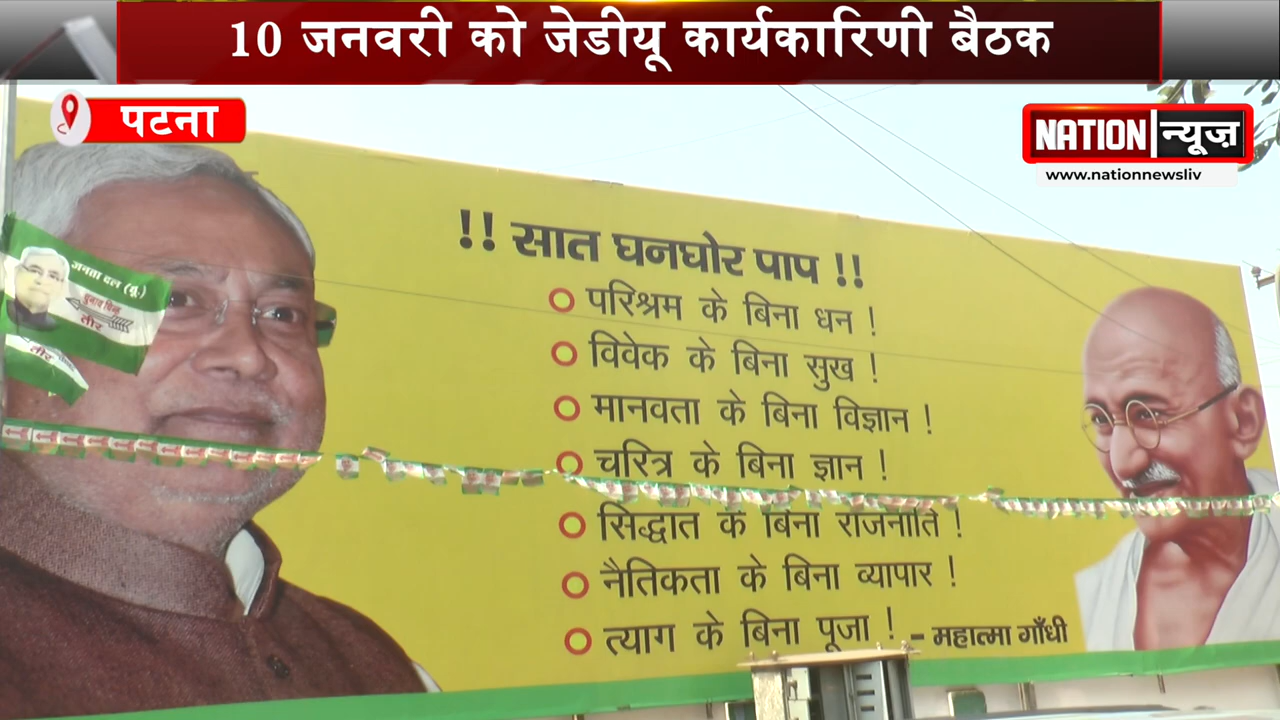 10 जनवरी को जेडीयू कार्यकारिणी बैठक
पटना
NATION न्यूज़
www.nationnewsliv
!! सात घनघोर पाप !!
परिश्रम के बिना धन !
विवेक के बिना सुख !
मानवता के बिना विज्ञान !
चरित्र के बिना ज्ञान !
सिद्धांत के बिना राजनीति !
नैतिकता के बिना व्यापार !
त्याग के बिना पूजा !
- महात्मा गाँधी
जनता दल (यू.)
चुनाव चिन्ह
तीर
तीर